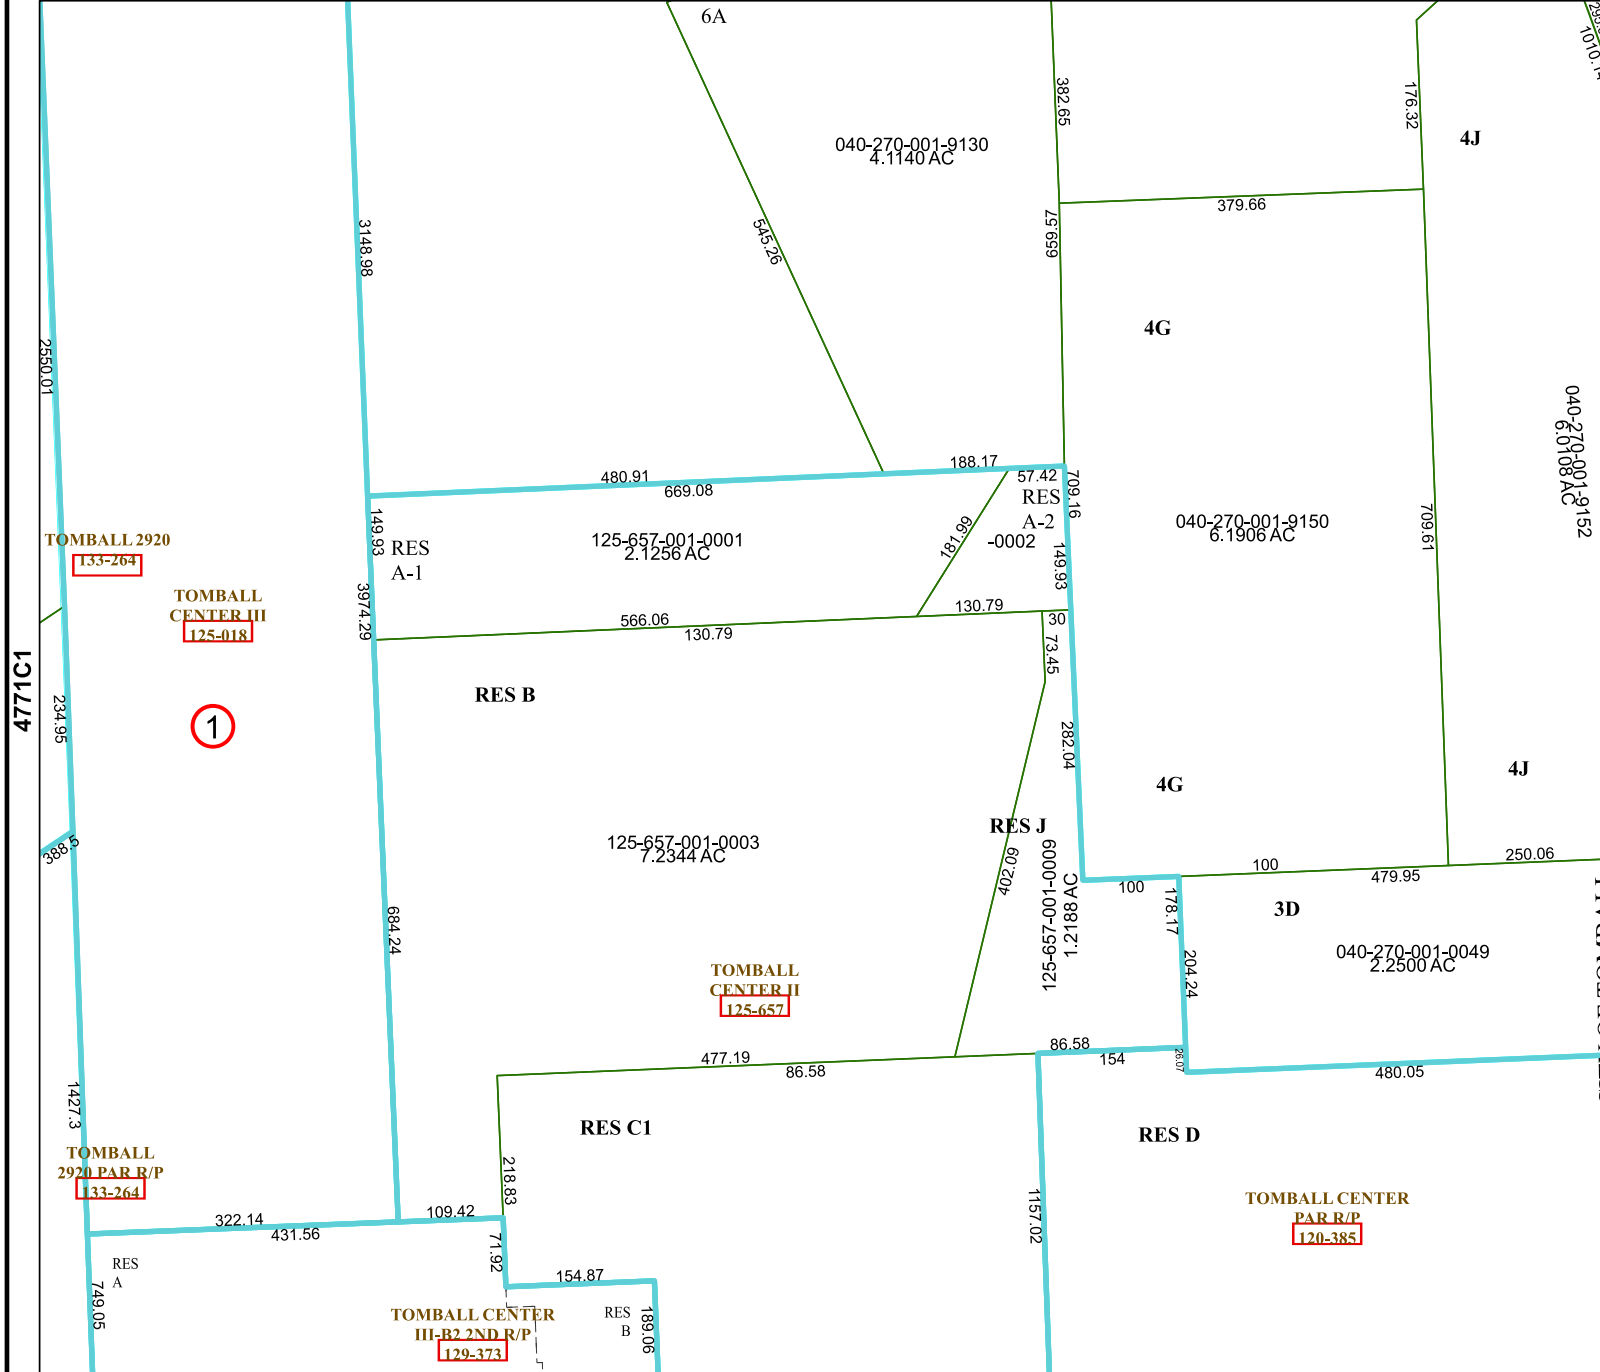 6A
295.
1010.14
382.65
176.32
4J
040-270-001-9130
4.1140 AC
379.66
3148.98
545.26
659.57
4G
2550.01
040-270-001-9152
6.0108 AC
188.17
480.91
669.08
57.42
709.16
RES
A-2
-0002
149.93
040-270-001-9150
6.1906 AC
709.61
149.93
RES
A-1
125-657-001-0001
2.1256 AC
181.99
TOMBALL 2920
133-264
TOMBALL
CENTER III
125-018
3974.29
566.06
130.79
130.79
30
73.45
4771C1
234.95
1
RES B
282.04
4G
4J
388.5
125-657-001-0003
7.2344 AC
RES J
402.09
125-657-001-0009
1.2188 AC
100
100
479.95
250.06
178.17
3D
684.24
040-270-001-0049
2.2500 AC
204.24
TOMBALL
CENTER II
125-657
477.19
86.58
86.58
154
26.07
480.05
1427.3
RES C1
RES D
TOMBALL
2920 PAR R/P
133-264
218.83
1157.02
TOMBALL CENTER
PAR R/P
120-385
322.14
431.56
109.42
71.92
RES
A
749.05
154.87
TOMBALL CENTER
III-B2 2ND R/P
129-373
RES
B
189.06